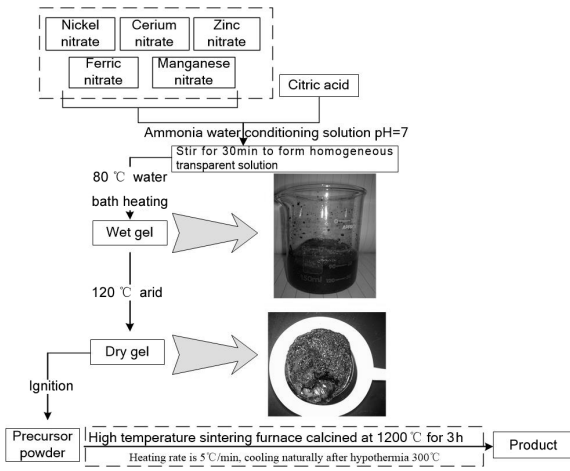 Nickel nitrate
Cerium nitrate
Zinc nitrate
Ferric nitrate
Manganese nitrate
Citric acid
Ammonia water conditioning solution pH=7
Stir for 30min to form homogeneous
transparent solution
80 ℃ water
bath heating
Wet gel
120 ℃ arid
Dry gel
Ignition
Precursor
powder
High temperature sintering furnace calcined at 1200℃ for 3h
Heating rate is 5℃/min, cooling naturally after hypothermia 300℃
Product